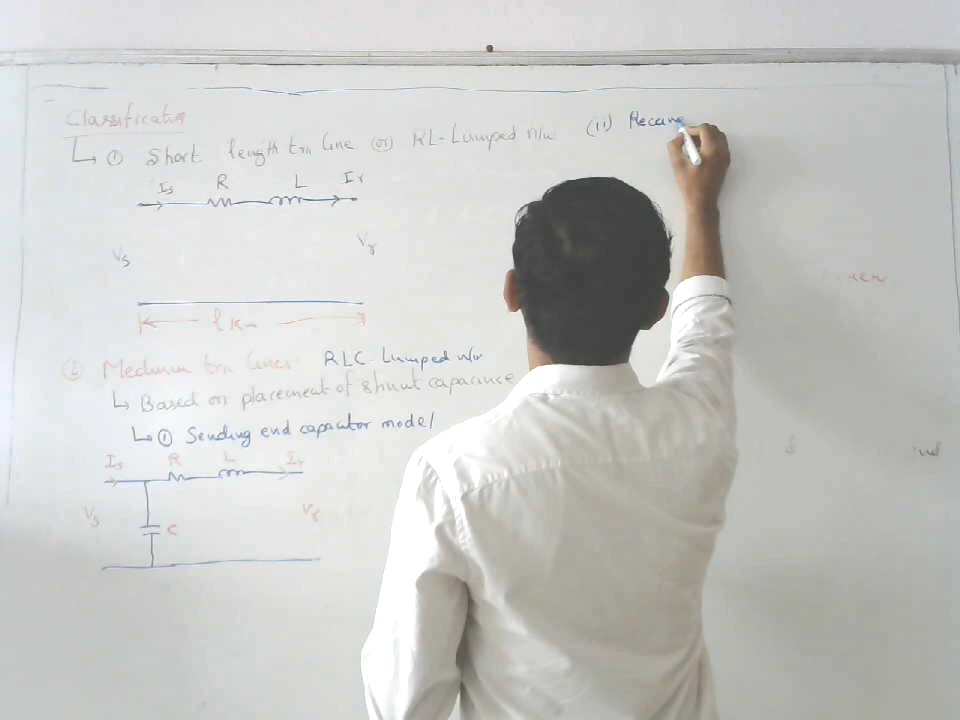 Classification
① Short length trn line (or) RL-Lumped n/w
Is R L Ir
Vs Vr
l Km
② Medium trn lines: RLC Lumped n/w
Based on placement of shunt capacitance
① Sending end capacitor model
Is R L Ir
Vs C Vr
(ii) Receiv